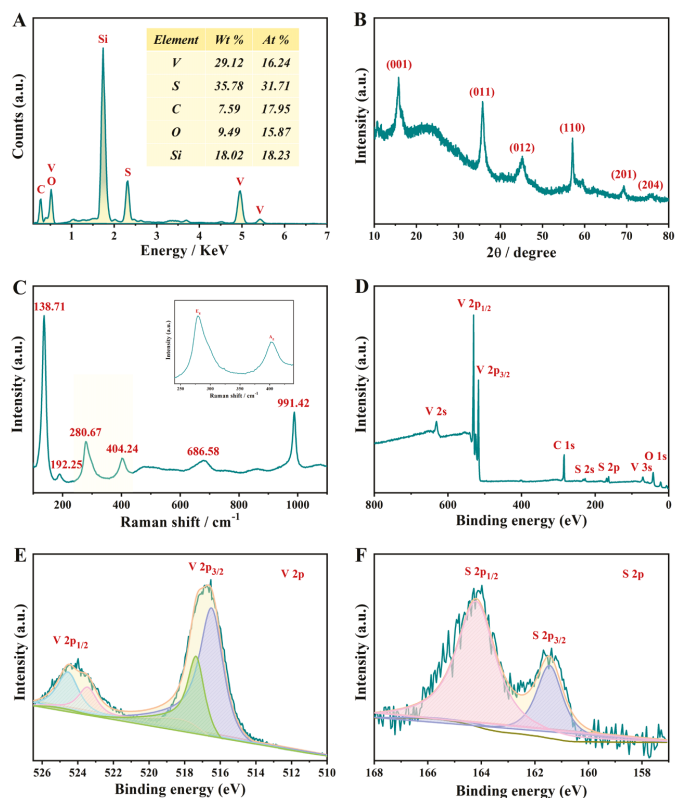 A
Si
Element Wt % At %
V 29.12 16.24
S 35.78 31.71
C 7.59 17.95
O 9.49 15.87
Si 18.02 18.23
V
O
C
S
V
V
Counts (a.u.)
0 1 2 3 4 5 6 7
Energy / KeV
B
(001)
(011)
(012)
(110)
(201)
(204)
Intensity (a.u.)
10 20 30 40 50 60 70 80
2θ / degree
C
138.71
192.25
280.67
404.24
686.58
991.42
Intensity (a.u.)
200 400 600 800 1000
Raman shift / cm-1
Intensity (a.u.)
250 300 350 400
Raman shift / cm-1
D
V 2p1/2
V 2p3/2
V 2s
C 1s
S 2s
S 2p
V 3s
O 1s
Intensity (a.u.)
800 600 400 200 0
Binding energy (eV)
E
V 2p3/2
V 2p
V 2p1/2
Intensity (a.u.)
526 524 522 520 518 516 514 512 510
Binding energy (eV)
F
S 2p1/2
S 2p
S 2p3/2
Intensity (a.u.)
168 166 164 162 160 158
Binding energy (eV)